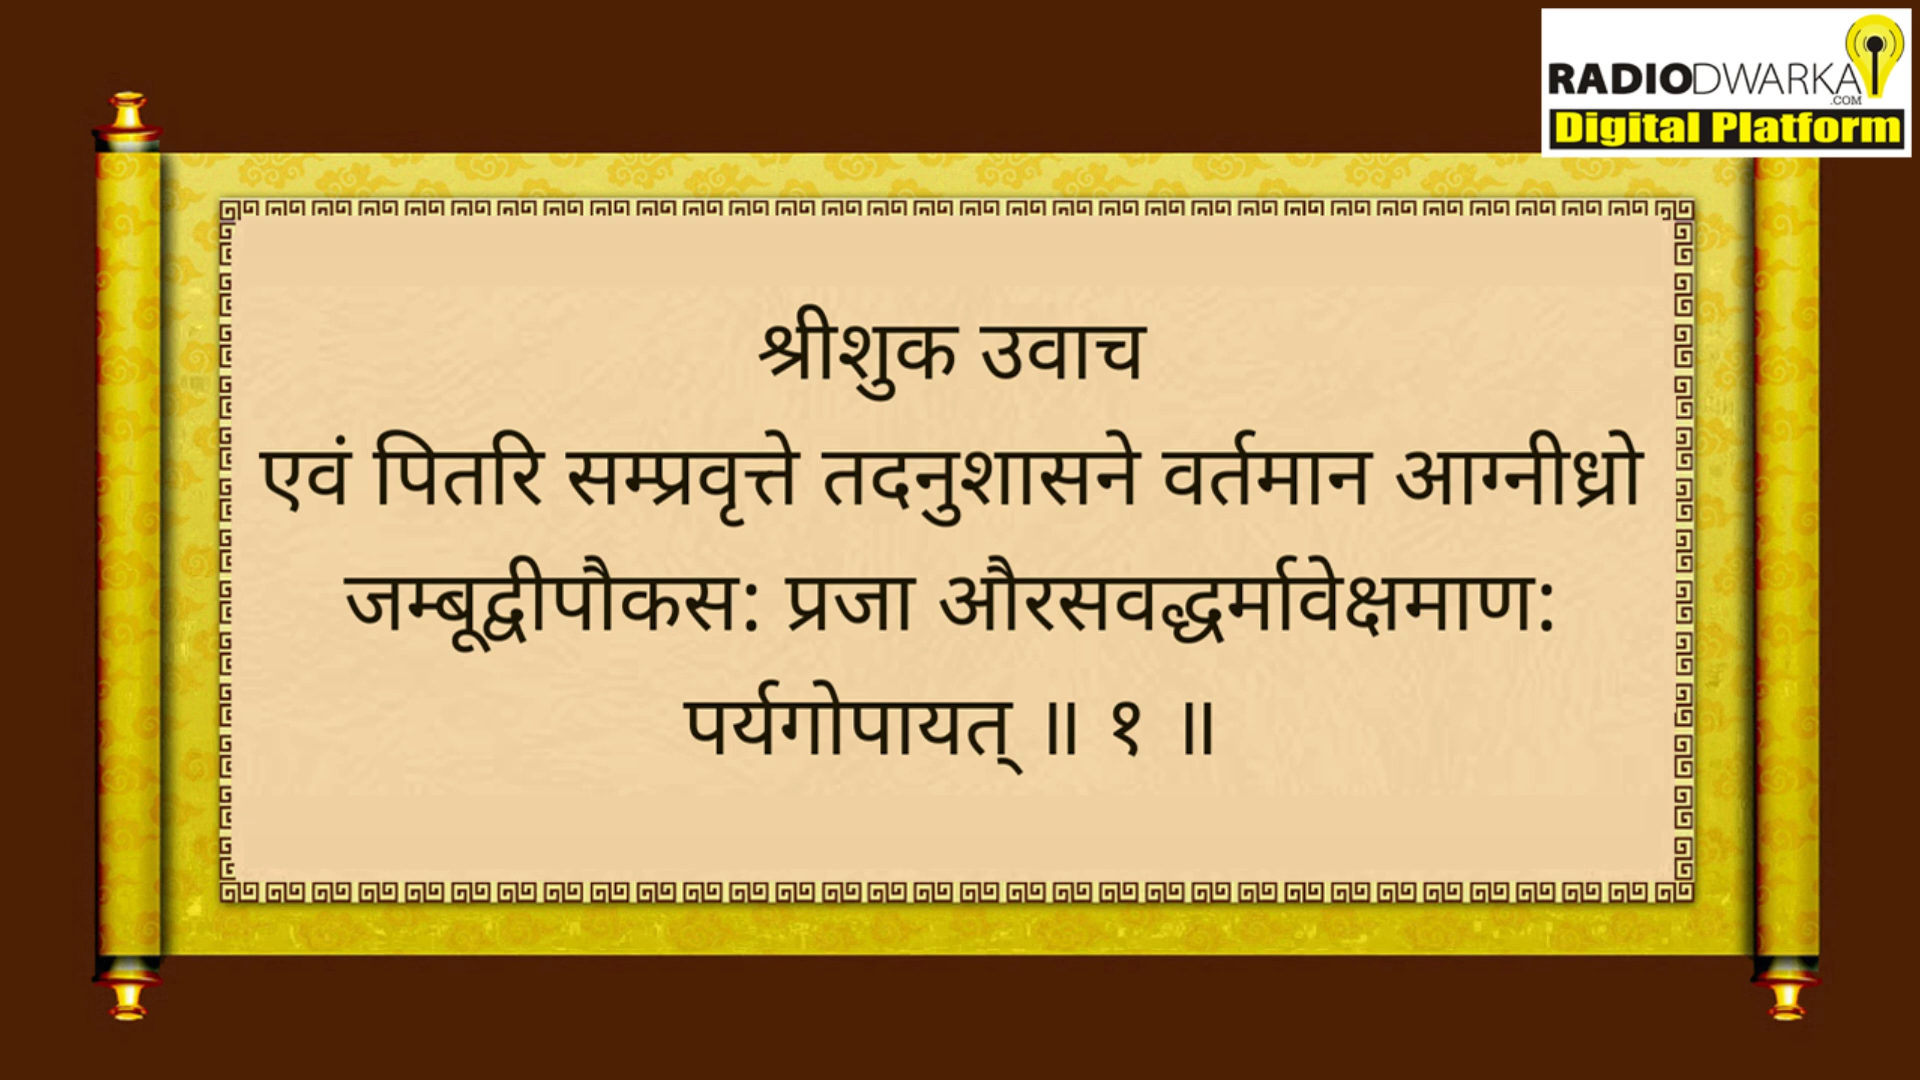 RADIODWARKA
.COM
Digital Platform
श्रीशुक उवाच
एवं पितरि सम्प्रवृत्ते तदनुशासने वर्तमान आग्नीध्रो
जम्बूद्वीपौकस: प्रजा औरसवद्धर्मावेक्षमाण:
पर्यगोपायत् ॥ १ ॥